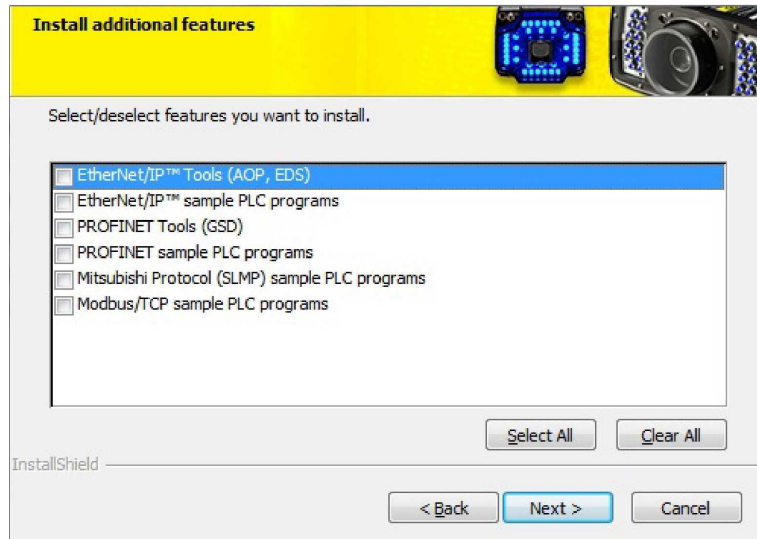 Install additional features
Select/deselect features you want to install.
EtherNet/IP™ Tools (AOP, EDS)
EtherNet/IP™ sample PLC programs
PROFINET Tools (GSD)
PROFINET sample PLC programs
Mitsubishi Protocol (SLMP) sample PLC programs
Modbus/TCP sample PLC programs
Select All Clear All
InstallShield
< Back Next > Cancel